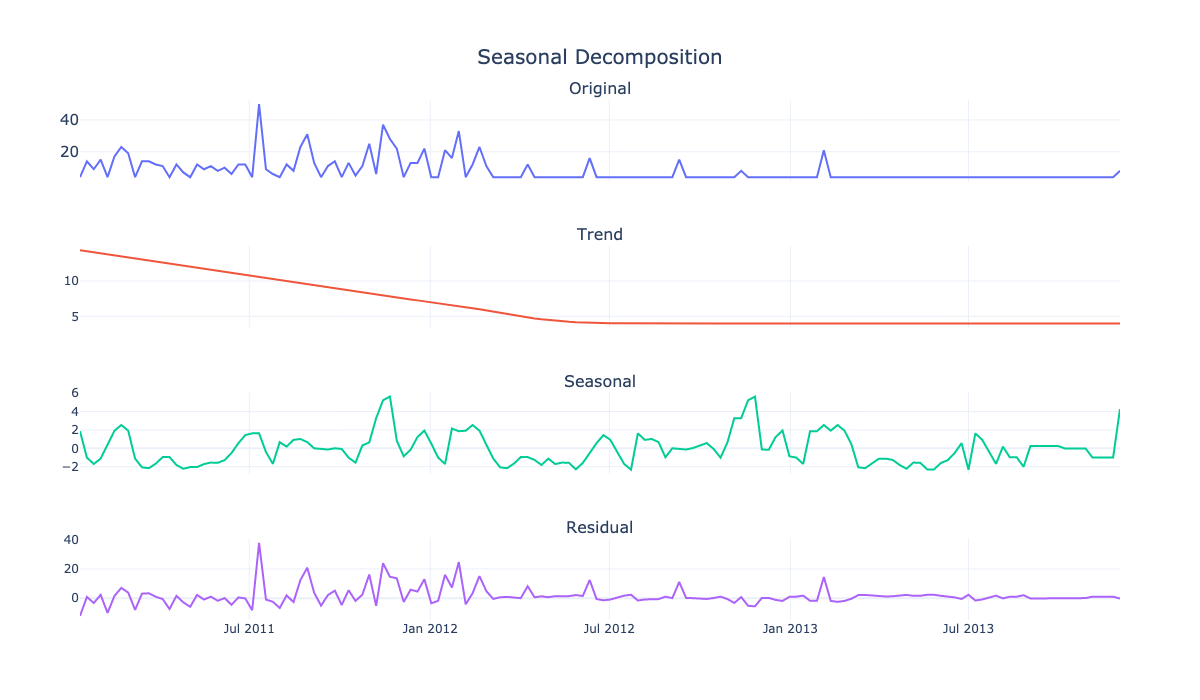 Seasonal Decomposition
Original
40
20
Trend
10
5
Seasonal
6
4
2
0
−2
Residual
40
20
0
Jul 2011 Jan 2012 Jul 2012 Jan 2013 Jul 2013